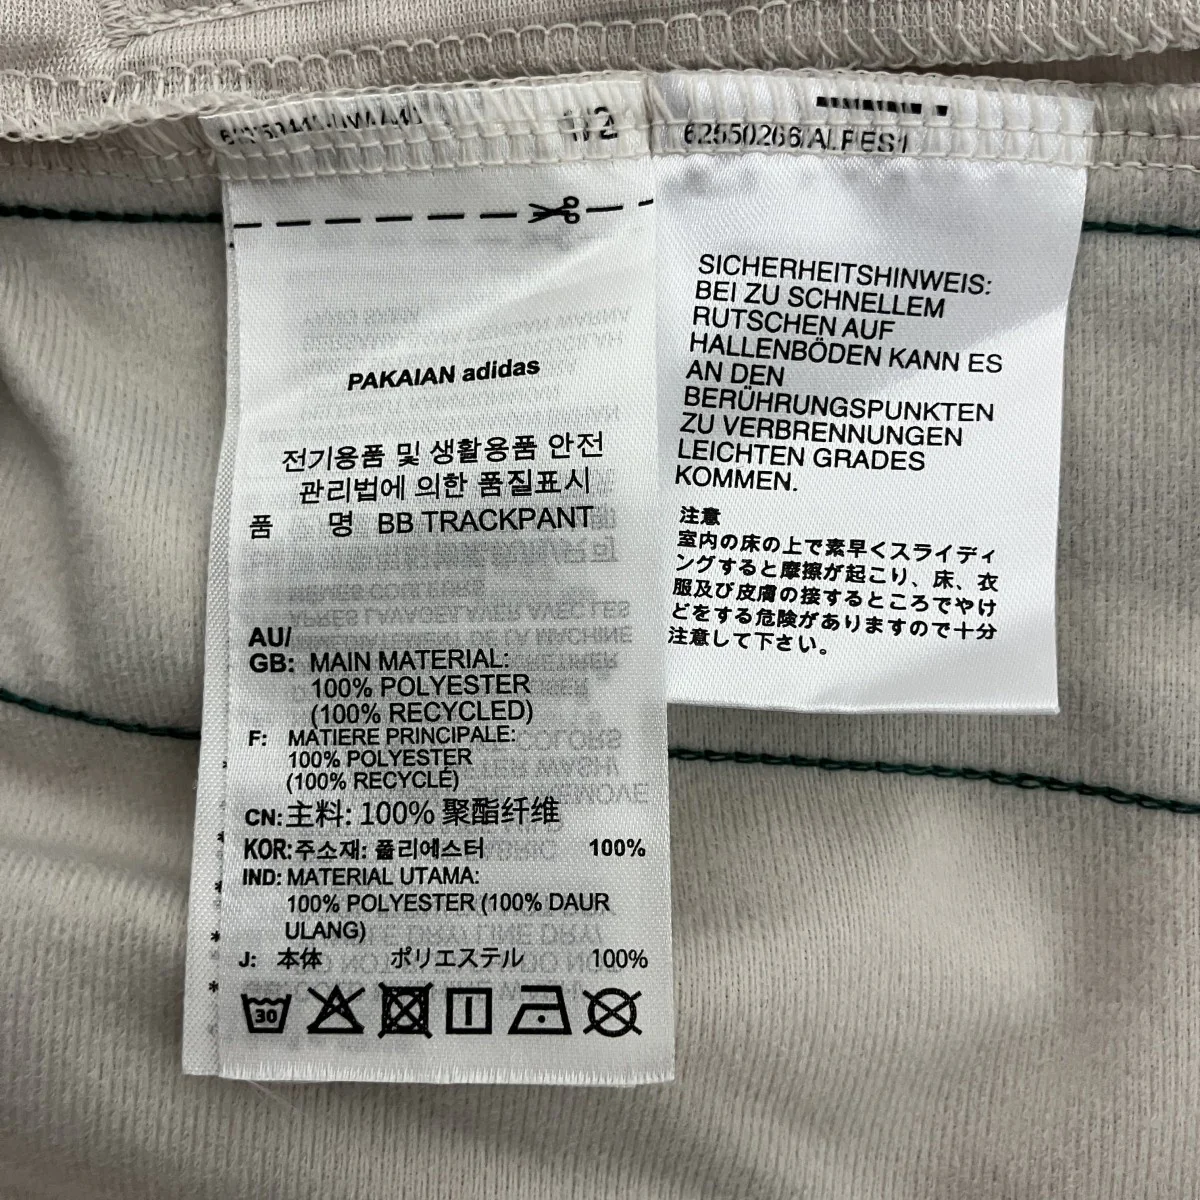 1/2
PAKAIAN adidas
전기용품 및 생활용품 안전
관리법에 의한 품질표시
품 명 BB TRACKPANT
AU/
GB: MAIN MATERIAL:
100% POLYESTER
(100% RECYCLED)
F: MATIERE PRINCIPALE:
100% POLYESTER
(100% RECYCLÉ)
CN: 主料: 100% 聚酯纤维
KOR: 주소재: 폴리에스터 100%
IND: MATERIAL UTAMA:
100% POLYESTER (100% DAUR
ULANG)
J: 本体 ポリエステル 100%
30
62550266/ALPES1
SICHERHEITSHINWEIS:
BEI ZU SCHNELLEM
RUTSCHEN AUF
HALLENBÖDEN KANN ES
AN DEN
BERÜHRUNGSPUNKTEN
ZU VERBRENNUNGEN
LEICHTEN GRADES
KOMMEN.
注意
室内の床の上で素早くスライディ
ングすると摩擦が起こり、床、衣
服及び皮膚の接するところでやけ
どをする危険がありますので十分
注意して下さい。